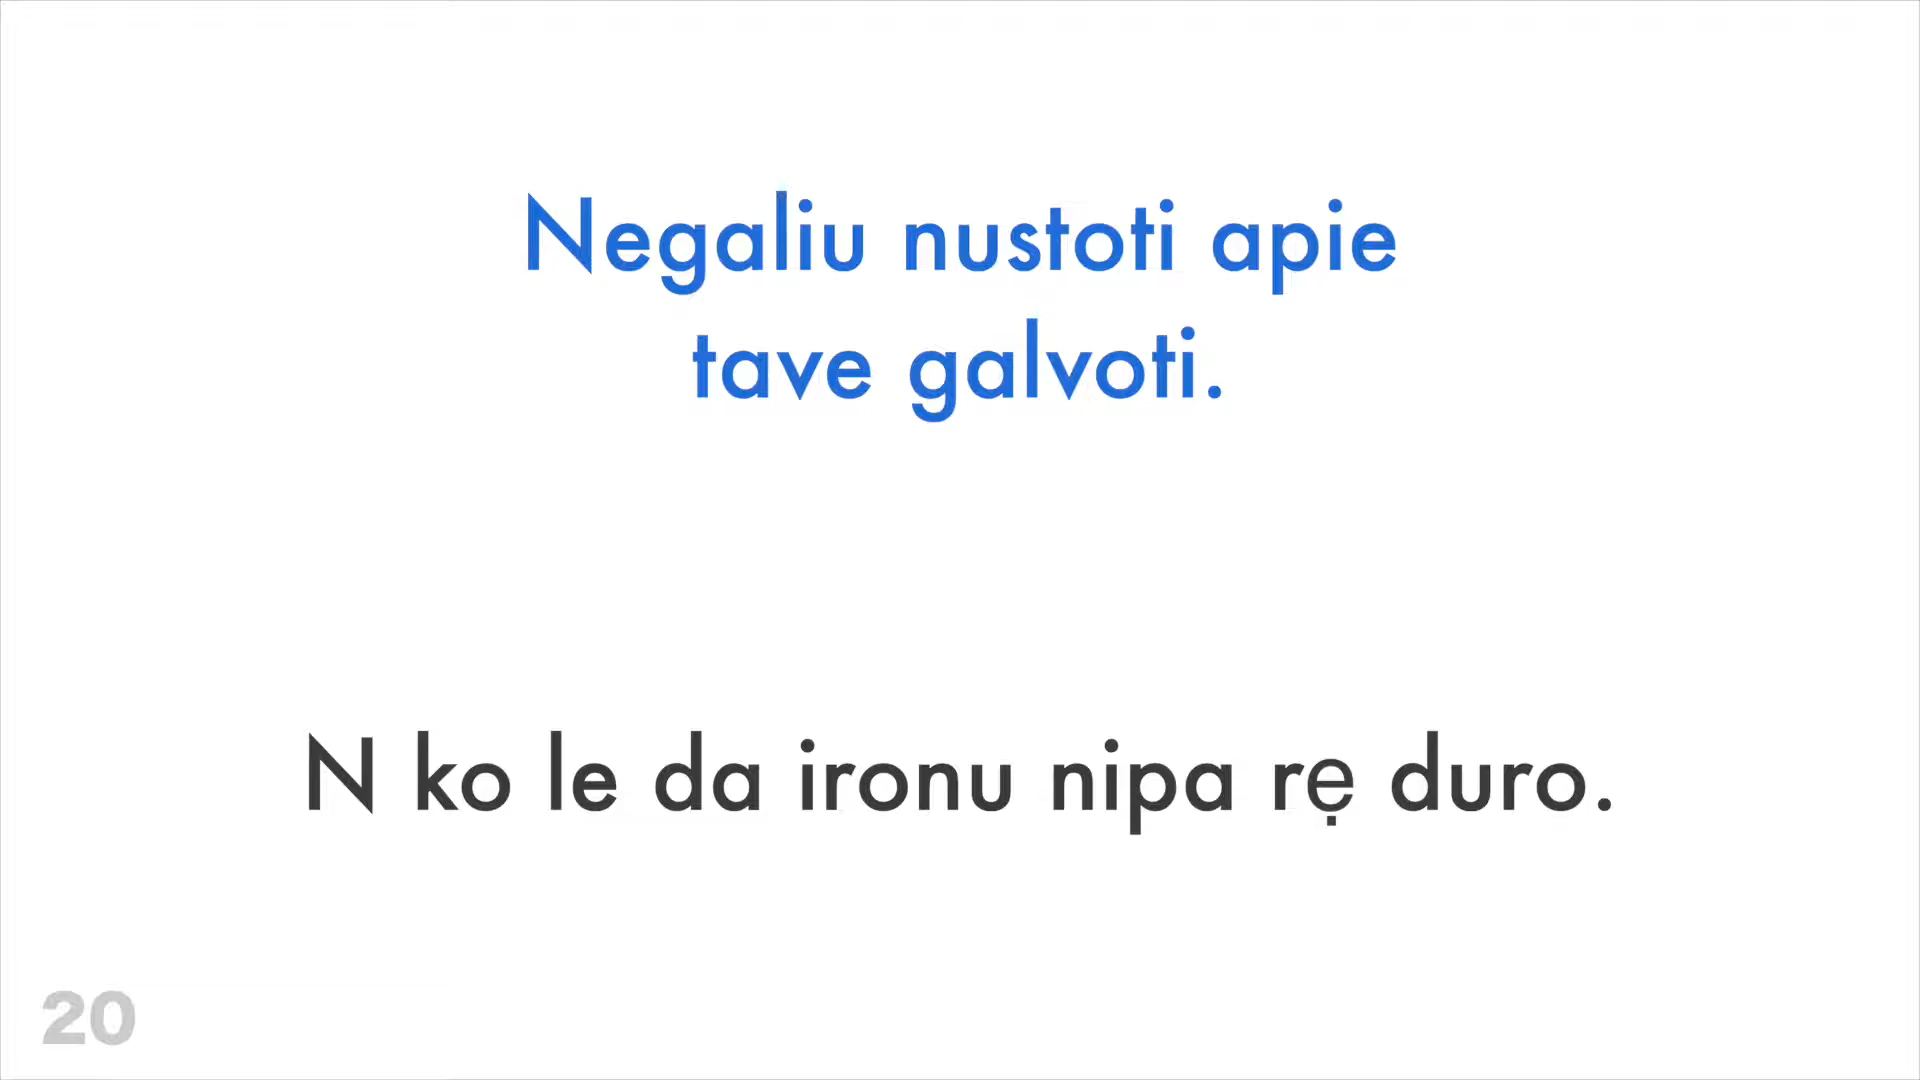 Negaliu nustoti apie
tave galvoti.
N ko le da ironu nipa rẹ duro.
20